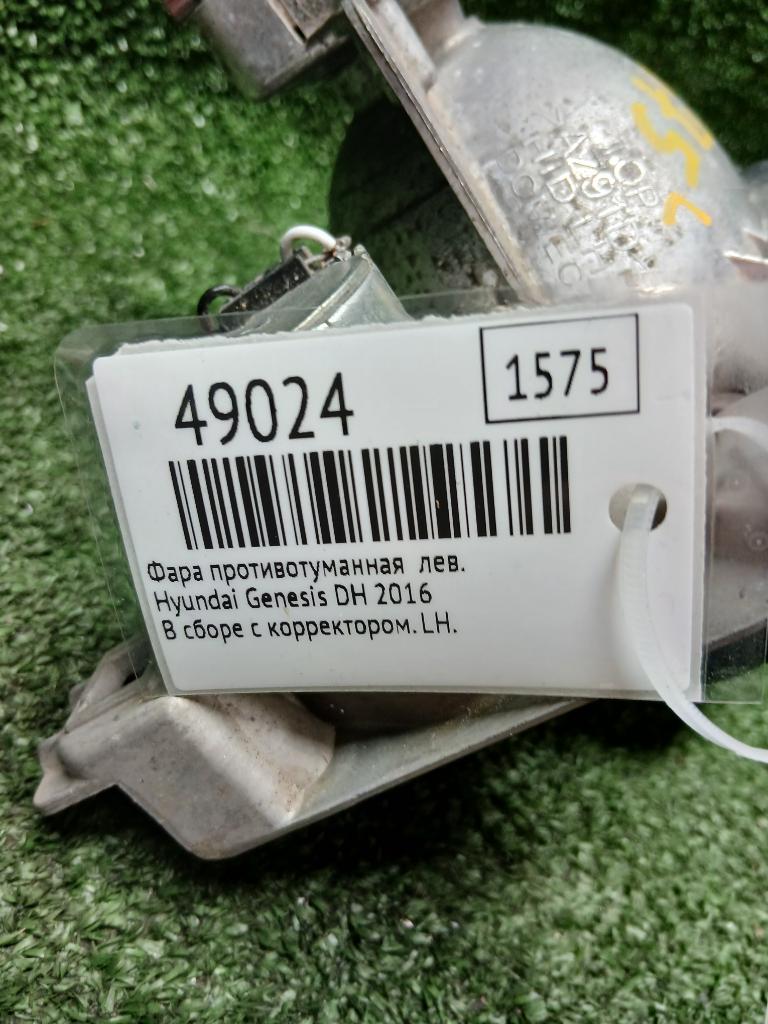 49024
1575
Фара противотуманная лев.
Hyundai Genesis DH 2016
В сборе с корректором. LH.